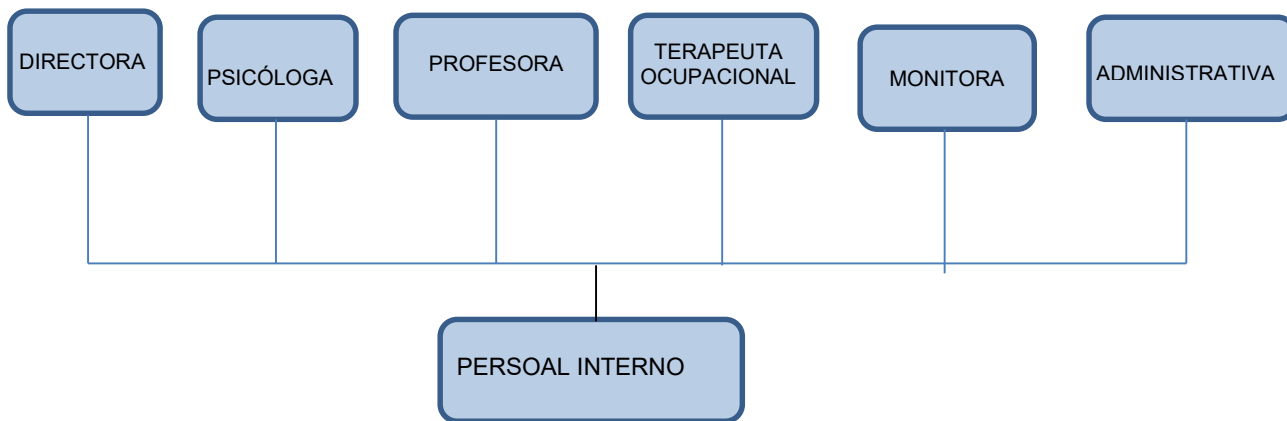 DIRECTORA
PSICÓLOGA
PROFESORA
TERAPEUTA
OCUPACIONAL
MONITORA
ADMINISTRATIVA
PERSOAL INTERNO